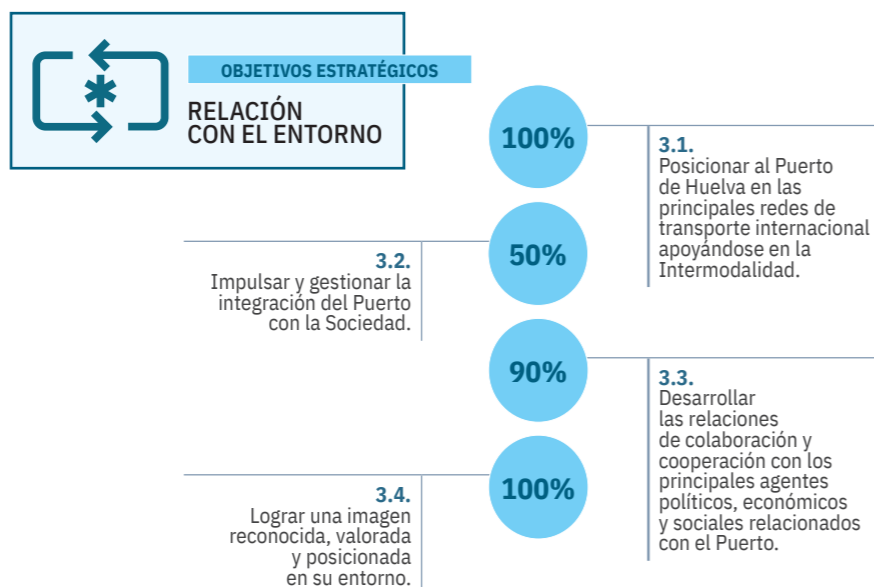 OBJETIVOS ESTRATÉGICOS
RELACIÓN
CON EL ENTORNO
100%
3.1.
Posicionar al Puerto
de Huelva en las
principales redes de
transporte internacional
apoyándose en la
Intermodalidad.
50%
3.2.
Impulsar y gestionar la
integración del Puerto
con la Sociedad.
90%
3.3.
Desarrollar
las relaciones
de colaboración y
cooperación con los
principales agentes
políticos, económicos
y sociales relacionados
con el Puerto.
100%
3.4.
Lograr una imagen
reconocida, valorada
y posicionada
en su entorno.